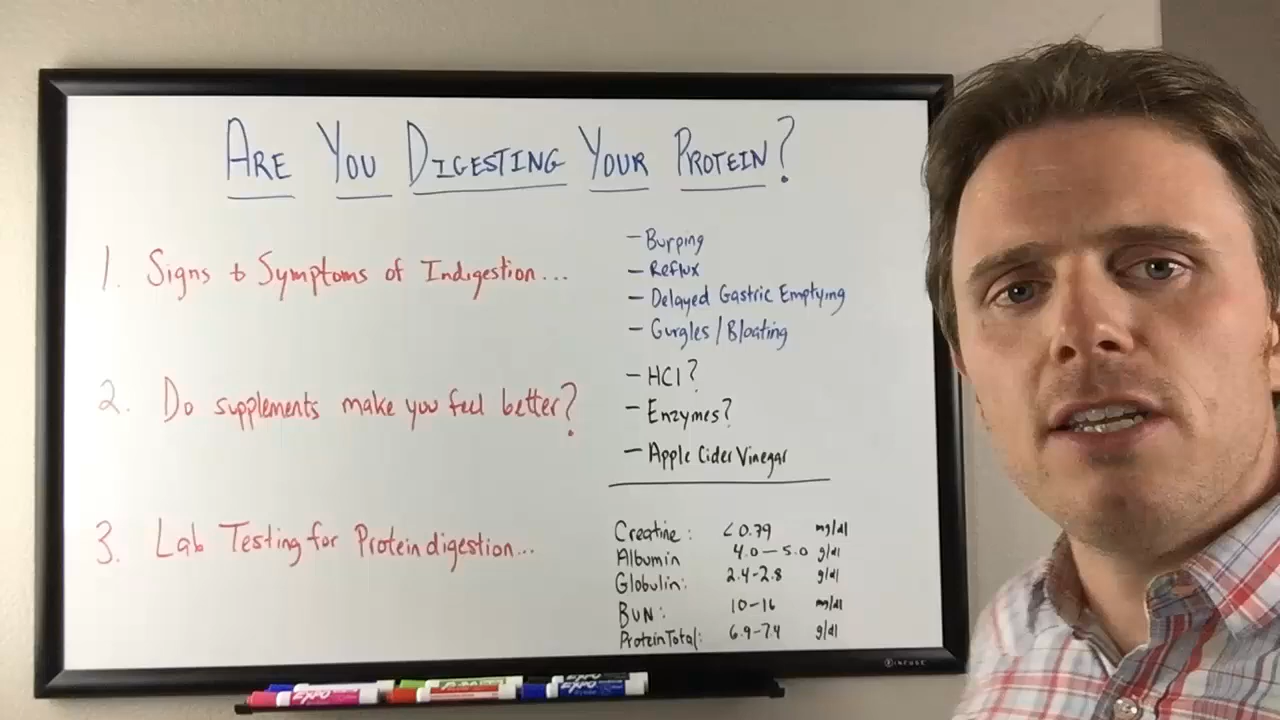 ARE YOU DIGESTING YOUR PROTEIN?
1. Signs & Symptoms of Indigestion...
- Burping
- Reflux
- Delayed Gastric Emptying
- Gurgles/Bloating
2. Do supplements make you feel better?
- HCl?
- Enzymes?
- Apple Cider Vinegar
3. Lab Testing for Protein digestion...
Creatine: <0.79 mg/dl
Albumin 4.0-5.0 g/dl
Globulin: 2.4-2.8 g/dl
BUN: 10-16 mg/dl
Protein Total: 6.9-7.4 g/dl
EXPO
EXPO